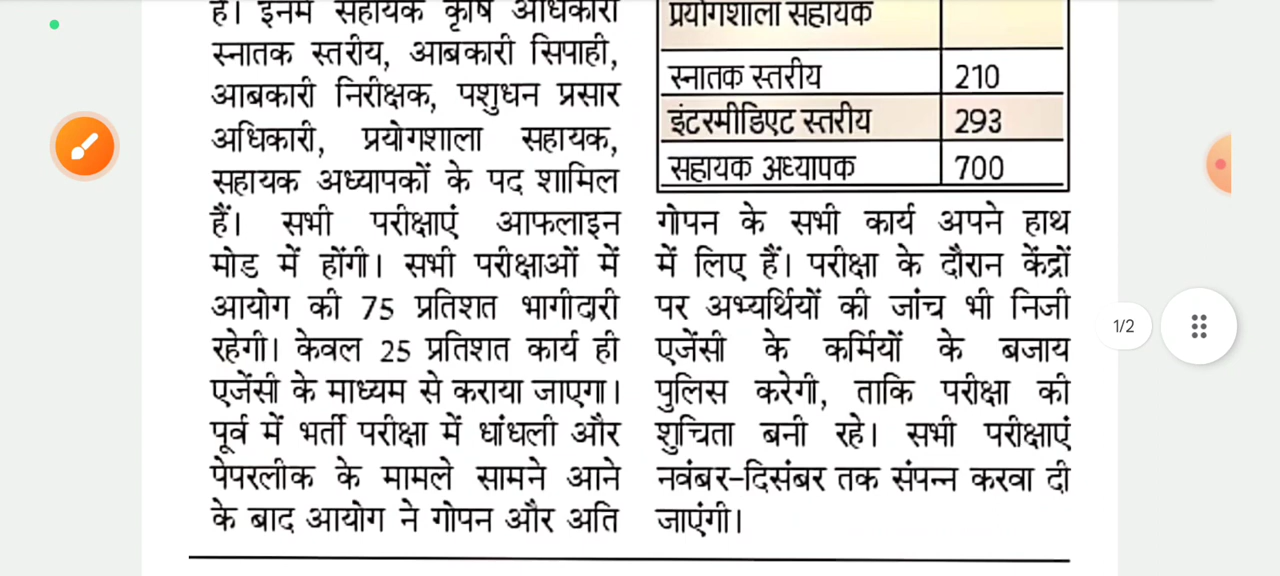 हैं। इनमें सहायक कृषि अधिकारी
स्नातक स्तरीय, आबकारी सिपाही,
आबकारी निरीक्षक, पशुधन प्रसार
अधिकारी, प्रयोगशाला सहायक,
सहायक अध्यापकों के पद शामिल
हैं। सभी परीक्षाएं आफलाइन
मोड में होंगी। सभी परीक्षाओं में
आयोग की 75 प्रतिशत भागीदारी
रहेगी। केवल 25 प्रतिशत कार्य ही
एजेंसी के माध्यम से कराया जाएगा।
पूर्व में भर्ती परीक्षा में धांधली और
पेपरलीक के मामले सामने आने
के बाद आयोग ने गोपन और अति
प्रयोगशाला सहायक
स्नातक स्तरीय 210
इंटरमीडिएट स्तरीय 293
सहायक अध्यापक 700
गोपन के सभी कार्य अपने हाथ
में लिए हैं। परीक्षा के दौरान केंद्रों
पर अभ्यर्थियों की जांच भी निजी
एजेंसी के कर्मियों के बजाय
पुलिस करेगी, ताकि परीक्षा की
शुचिता बनी रहे। सभी परीक्षाएं
नवंबर-दिसंबर तक संपन्न करवा दी
जाएंगी।
1/2